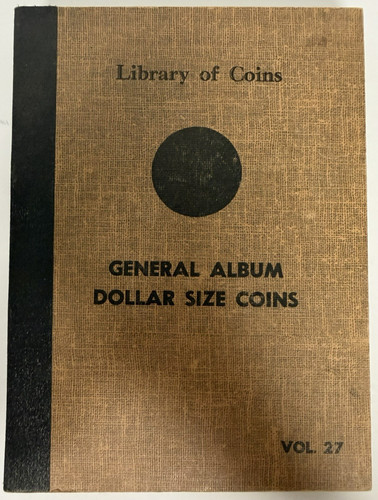 Library of Coins
GENERAL ALBUM
DOLLAR SIZE COINS
VOL. 27